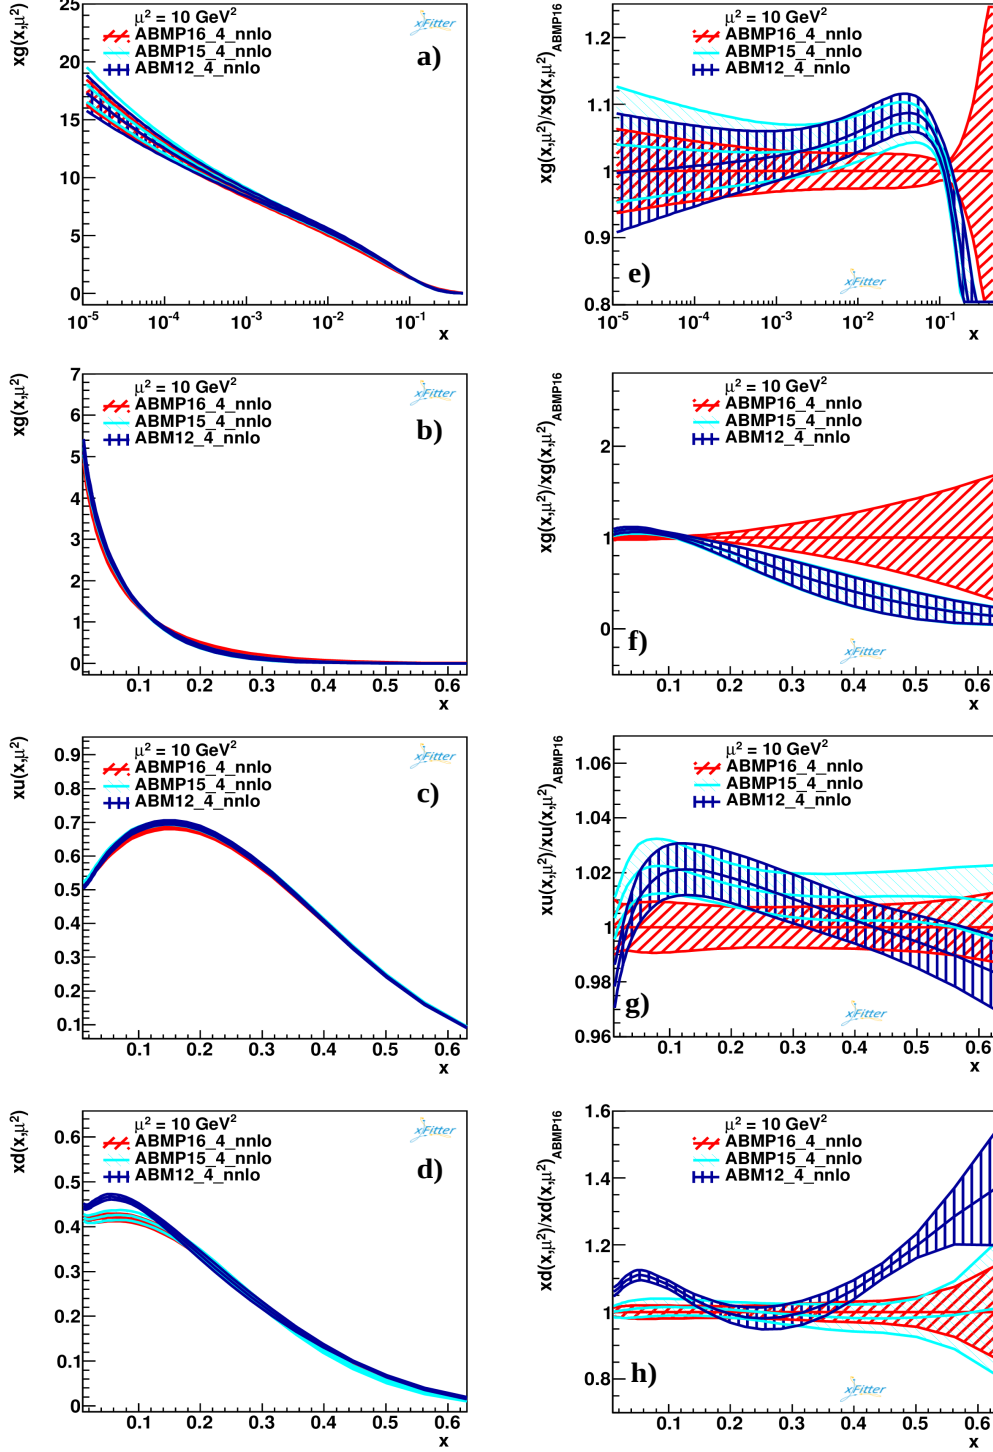 xg(x,μ²)
25
20
15
10
5
0
μ² = 10 GeV²
ABMP16_4_nnlo
ABMP15_4_nnlo
ABM12_4_nnlo
xFitter
a)
10⁻⁵ 10⁻⁴ 10⁻³ 10⁻² 10⁻¹
x
xg(x,μ²)/xg(x,μ²)_ABMP16
1.2
1.1
1
0.9
0.8
μ² = 10 GeV²
ABMP16_4_nnlo
ABMP15_4_nnlo
ABM12_4_nnlo
e)
xFitter
10⁻⁵ 10⁻⁴ 10⁻³ 10⁻² 10⁻¹
x
xg(x,μ²)
7
6
5
4
3
2
1
0
μ² = 10 GeV²
ABMP16_4_nnlo
ABMP15_4_nnlo
ABM12_4_nnlo
xFitter
b)
0.1 0.2 0.3 0.4 0.5 0.6
x
xg(x,μ²)/xg(x,μ²)_ABMP16
2
1
0
μ² = 10 GeV²
ABMP16_4_nnlo
ABMP15_4_nnlo
ABM12_4_nnlo
f)
xFitter
0.1 0.2 0.3 0.4 0.5 0.6
x
xu(x,μ²)
0.9
0.8
0.7
0.6
0.5
0.4
0.3
0.2
0.1
μ² = 10 GeV²
ABMP16_4_nnlo
ABMP15_4_nnlo
ABM12_4_nnlo
xFitter
c)
0.1 0.2 0.3 0.4 0.5 0.6
x
xu(x,μ²)/xu(x,μ²)_ABMP16
1.06
1.04
1.02
1
0.98
0.96
μ² = 10 GeV²
ABMP16_4_nnlo
ABMP15_4_nnlo
ABM12_4_nnlo
g)
xFitter
0.1 0.2 0.3 0.4 0.5 0.6
x
xd(x,μ²)
0.6
0.5
0.4
0.3
0.2
0.1
0
μ² = 10 GeV²
ABMP16_4_nnlo
ABMP15_4_nnlo
ABM12_4_nnlo
xFitter
d)
0.1 0.2 0.3 0.4 0.5 0.6
x
xd(x,μ²)/xd(x,μ²)_ABMP16
1.6
1.4
1.2
1
0.8
μ² = 10 GeV²
ABMP16_4_nnlo
ABMP15_4_nnlo
ABM12_4_nnlo
h)
xFitter
0.1 0.2 0.3 0.4 0.5 0.6
x